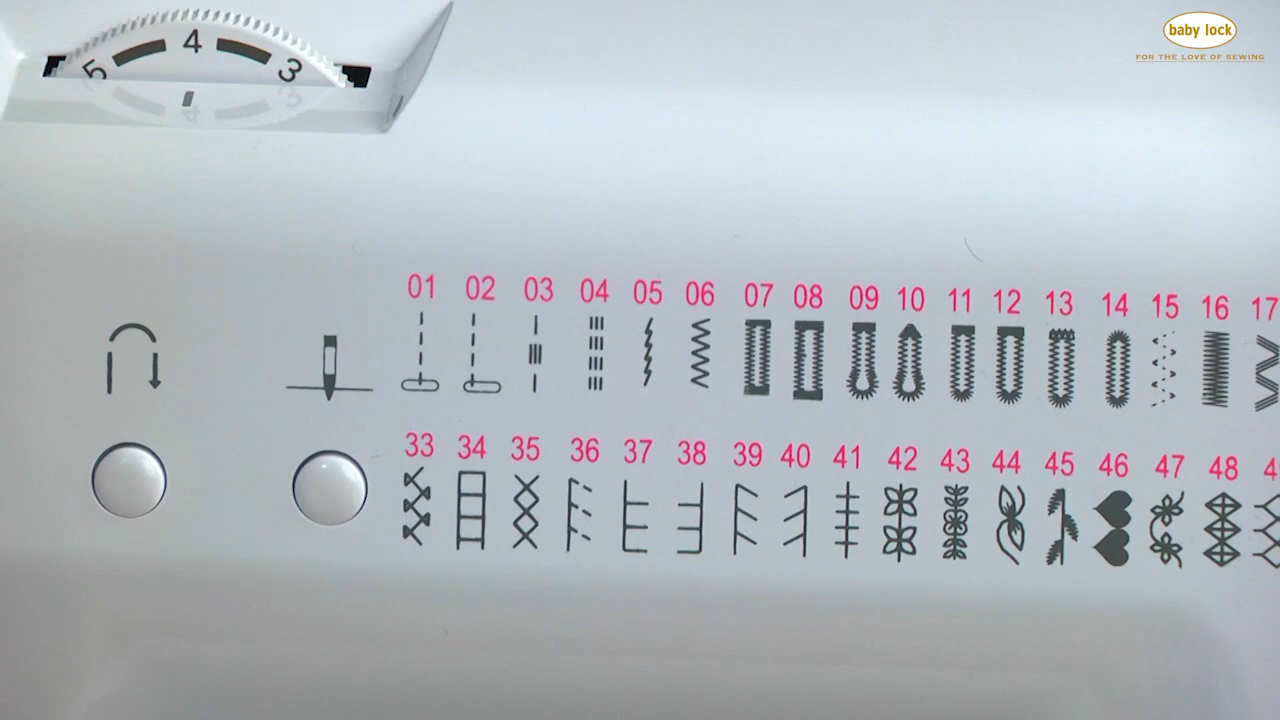 baby lock
FOR THE LOVE OF SEWING
5 4 3
01 02 03 04 05 06 07 08 09 10 11 12 13 14 15 16 17
33 34 35 36 37 38 39 40 41 42 43 44 45 46 47 48